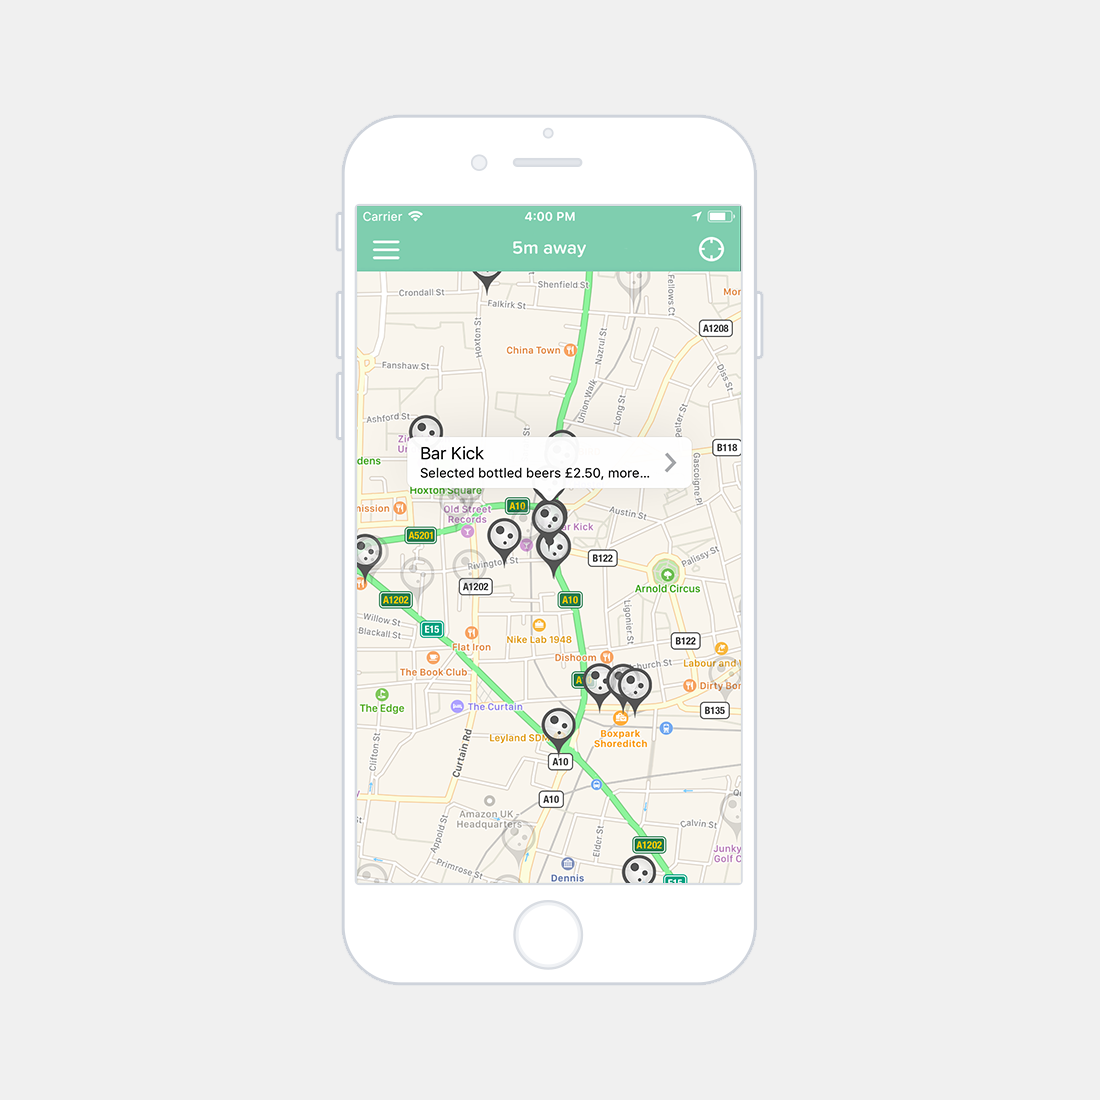 Carrier
4:00 PM
5m away
Crondall St
Shenfield St
Falkirk St
Fellows Ct
Mor
A1208
Hoxton St
China Town
Nazrul St
Fanshaw St
Union Walk
Long St
Diss St
Petter St
Ashford St
B118
dens
Bar Kick
Selected bottled beers £2.50, more...
Gascoigne Pl
Hoxton Square
A10
nission
Old Street
Records
Austin St
ar Kick
A5201
Rivington St
B122
Palissy St
A1202
Arnold Circus
A1202
A10
Willow St
Blackall St
E15
Ligonier St
Flat Iron
Nike Lab 1948
B122
The Book Club
Dishoom
church St
Labour and
Dirty Bon
The Edge
The Curtain
B135
Leyland SDM
Boxpark
Shoreditch
Clifton St
Curtain Rd
A10
A10
Amazon UK -
Headquarters
Appold St
Elder St
Calvin St
A1202
Junky
Golf C
Primrose St
Dennis
E15